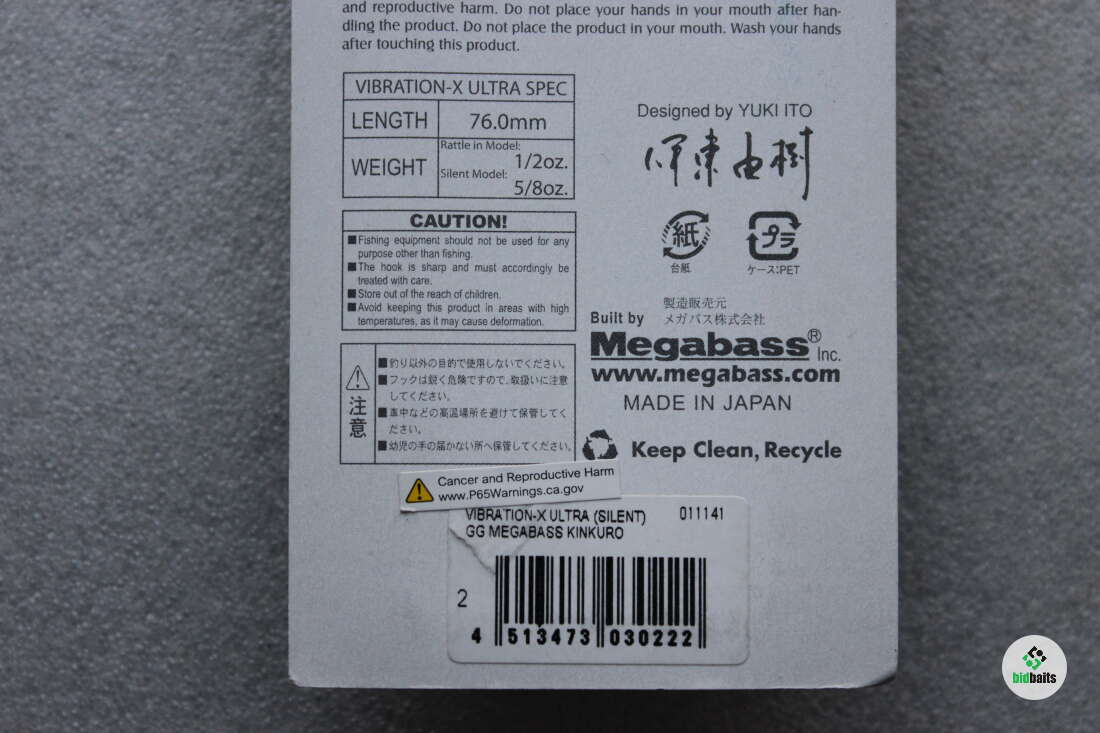 and reproductive harm. Do not place your hands in your mouth after han-
dling the product. Do not place the product in your mouth. Wash your hands
after touching this product.
VIBRATION-X ULTRA SPEC
LENGTH 76.0mm
WEIGHT
Rattle in Model:
1/2oz.
Silent Model:
5/8oz.
CAUTION!
■Fishing equipment should not be used for any
purpose other than fishing.
■The hook is sharp and must accordingly be
treated with care.
■Store out of the reach of children.
■Avoid keeping this product in areas with high
temperatures, as it may cause deformation.
注意
■釣り以外の目的で使用しないでください。
■フックは鋭く危険ですので、取扱いに注意
してください。
■車中などの高温場所を避けて保管してく
ださい。
■幼児の手の届かない所へ保管してください。
Designed by YUKI ITO
伊東由樹
紙
台紙
プラ
ケース:PET
製造販売元
Built by メガバス株式会社
Megabass® Inc.
www.megabass.com
MADE IN JAPAN
Keep Clean, Recycle
Cancer and Reproductive Harm
www.P65Warnings.ca.gov
VIBRATION-X ULTRA (SILENT) 011141
GG MEGABASS KINKURO
2
4 513473 030222
bidbaits